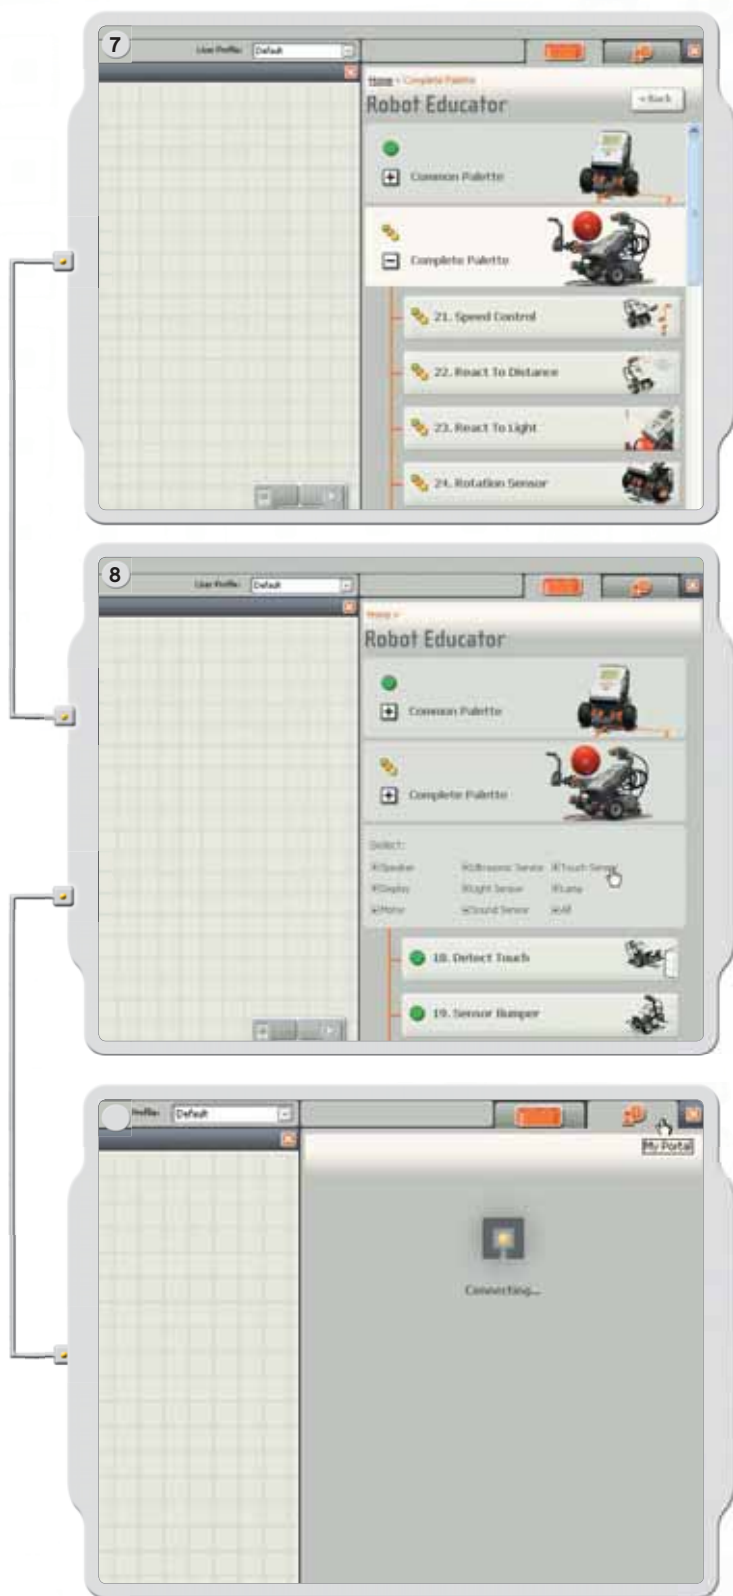 7
User Profile: Default
Home > Complete Palette
Robot Educator
< Back
Common Palette
Complete Palette
21. Speed Control
22. React To Distance
23. React To Light
24. Rotation Sensor
8
User Profile: Default
Home >
Robot Educator
Common Palette
Complete Palette
Select:
Speaker Ultrasonic Sensor Touch Sensor
Display Light Sensor Lamp
Motor Sound Sensor All
18. Detect Touch
19. Sensor Bumper
Profile: Default
My Portal
Connecting...